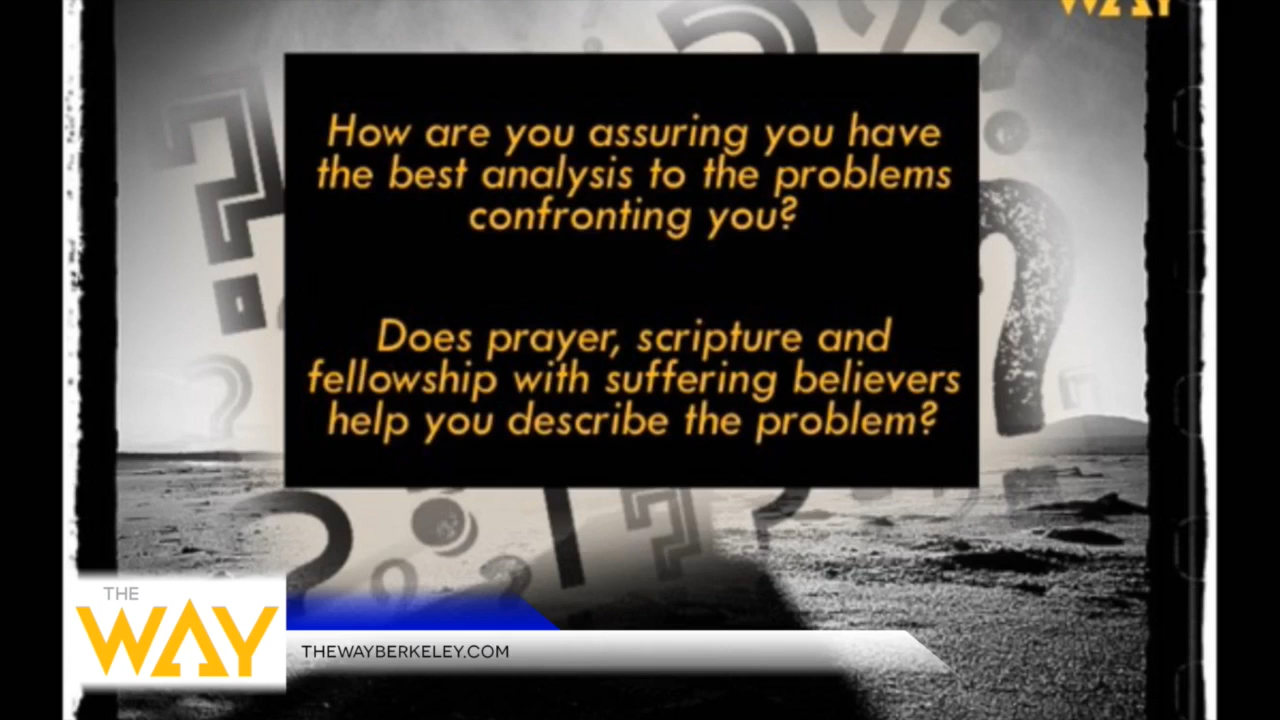 WAY
How are you assuring you have
the best analysis to the problems
confronting you?
Does prayer, scripture and
fellowship with suffering believers
help you describe the problem?
THE
WAY
THEWAYBERKELEY.COM